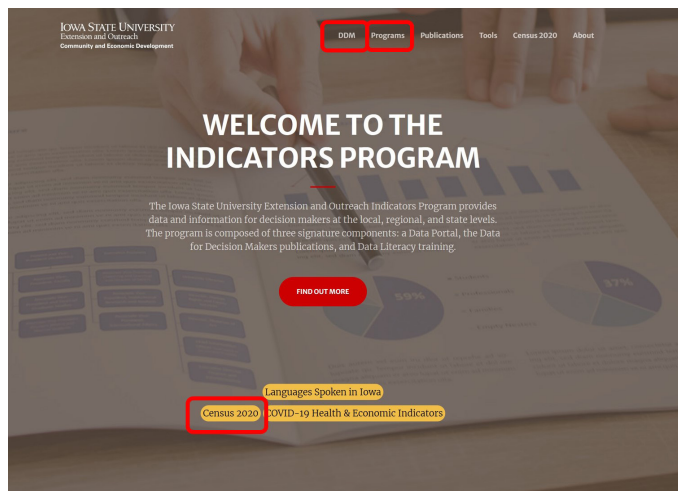 IOWA STATE UNIVERSITY
Extension and Outreach
Community and Economic Development
DDM Programs Publications Tools Census 2020 About
WELCOME TO THE
INDICATORS PROGRAM
The Iowa State University Extension and Outreach Indicators Program provides
data and information for decision makers at the local, regional, and state levels.
The program is composed of three signature components: a Data Portal, the Data
for Decision Makers publications, and Data Literacy training.
FIND OUT MORE
59%
37%
Languages Spoken in Iowa
Census 2020 COVID-19 Health & Economic Indicators